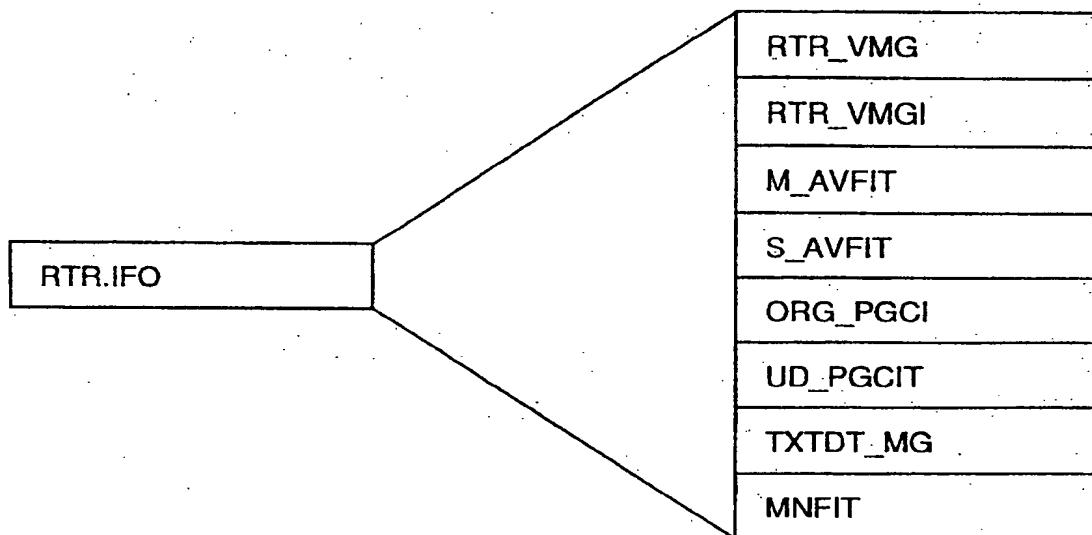 RTR.IFO
RTR_VMG
RTR_VMGI
M_AVFIT
S_AVFIT
ORG_PGCI
UD_PGCIT
TXTDT_MG
MNFIT